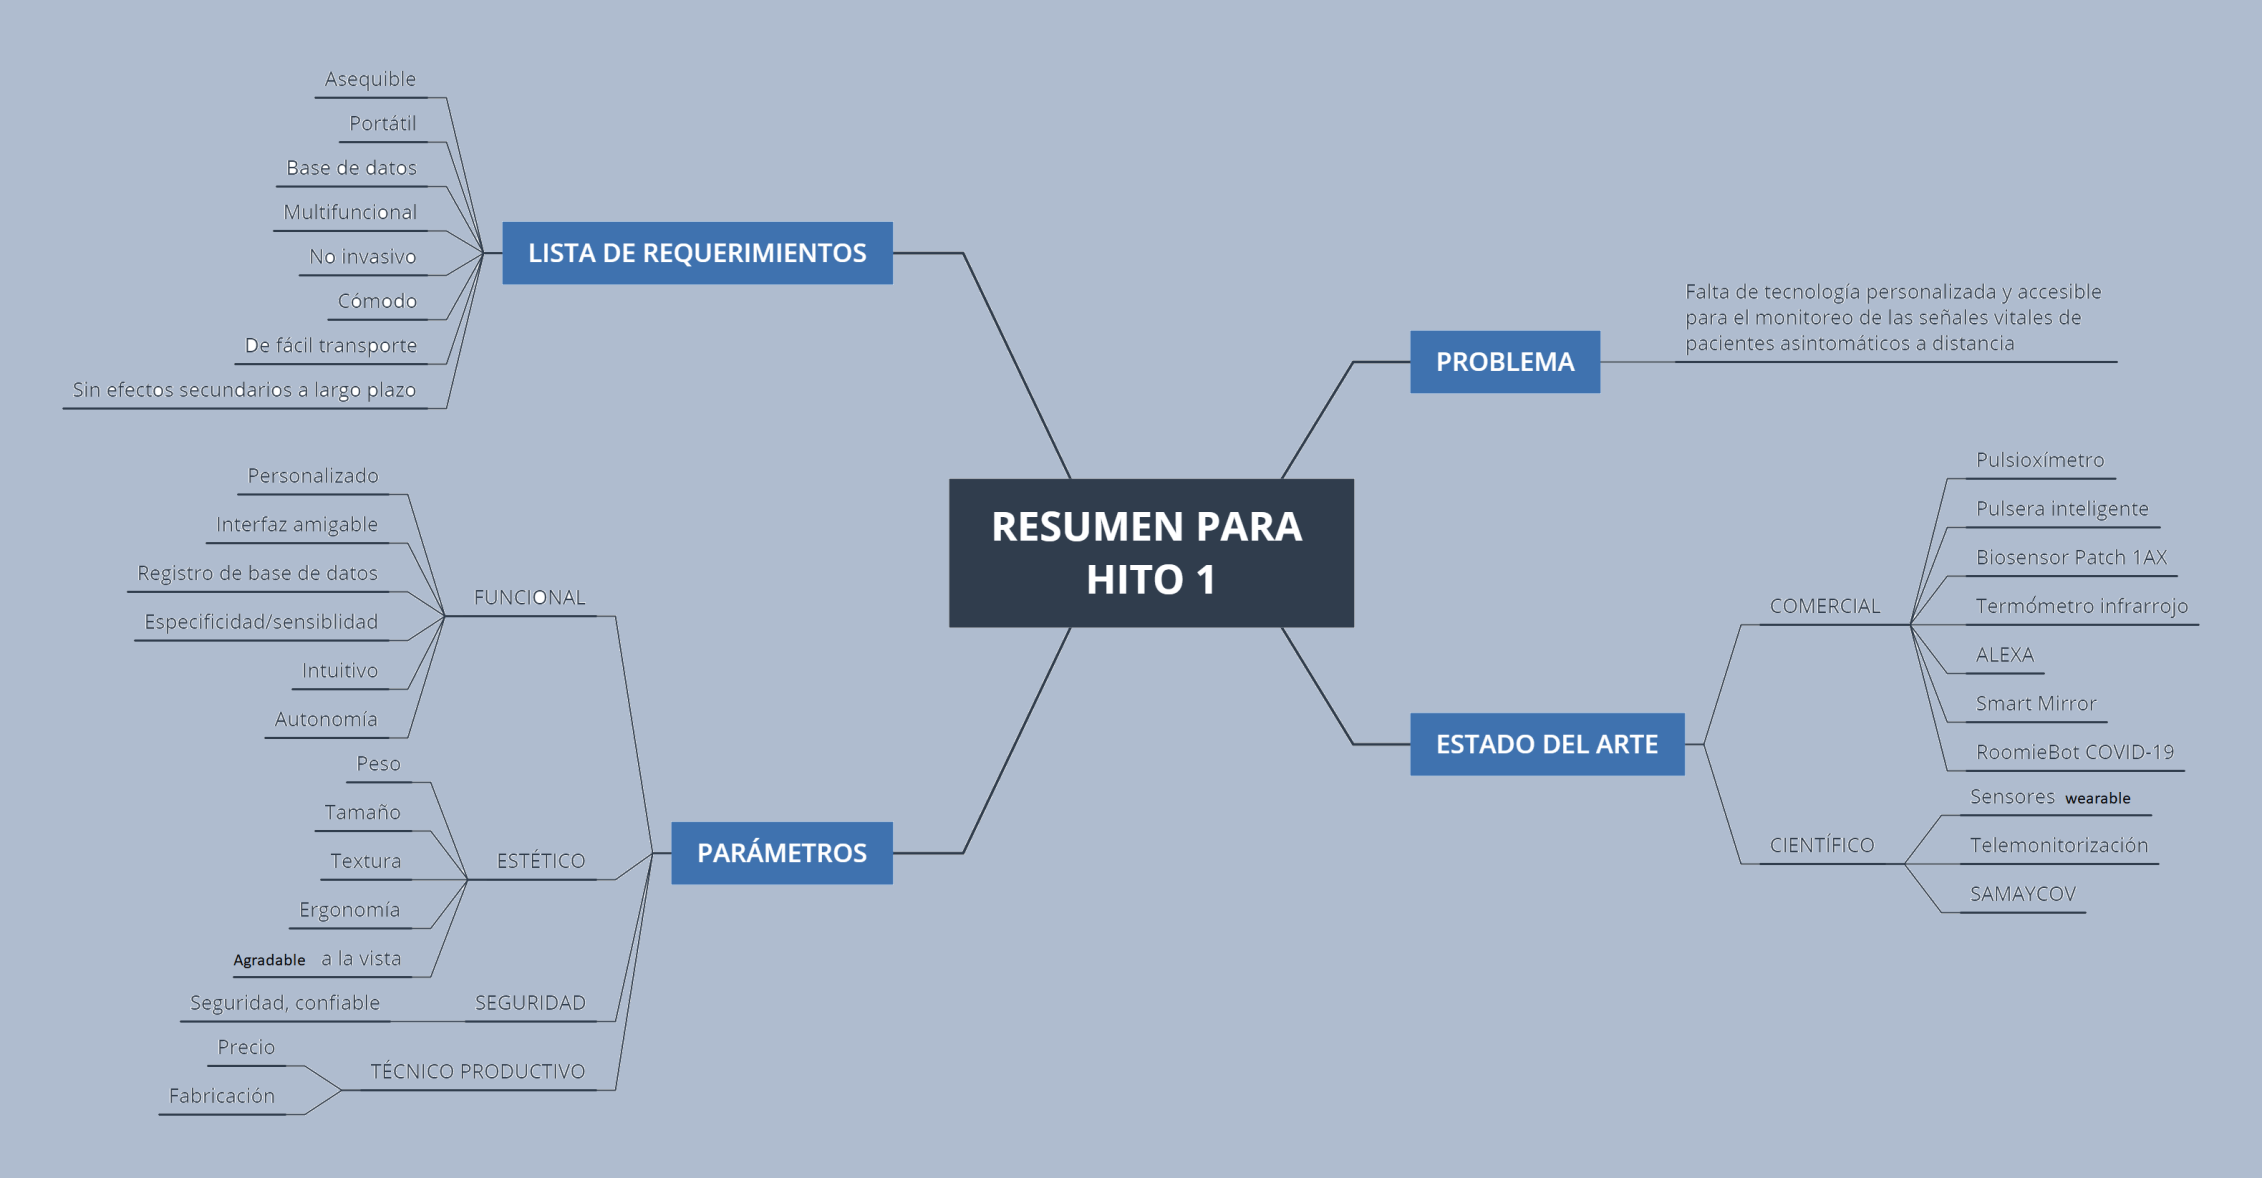 RESUMEN PARA
HITO 1
LISTA DE REQUERIMIENTOS
Asequible
Portátil
Base de datos
Multifuncional
No invasivo
Cómodo
De fácil transporte
Sin efectos secundarios a largo plazo
PARÁMETROS
FUNCIONAL
Personalizado
Interfaz amigable
Registro de base de datos
Especificidad/sensiblidad
Intuitivo
Autonomía
ESTÉTICO
Peso
Tamaño
Textura
Ergonomía
Agradable a la vista
SEGURIDAD
Seguridad, confiable
TÉCNICO PRODUCTIVO
Precio
Fabricación
PROBLEMA
Falta de tecnología personalizada y accesible
para el monitoreo de las señales vitales de
pacientes asintomáticos a distancia
ESTADO DEL ARTE
COMERCIAL
Pulsioxímetro
Pulsera inteligente
Biosensor Patch 1AX
Termómetro infrarrojo
ALEXA
Smart Mirror
RoomieBot COVID-19
CIENTÍFICO
Sensores wearable
Telemonitorización
SAMAYCOV